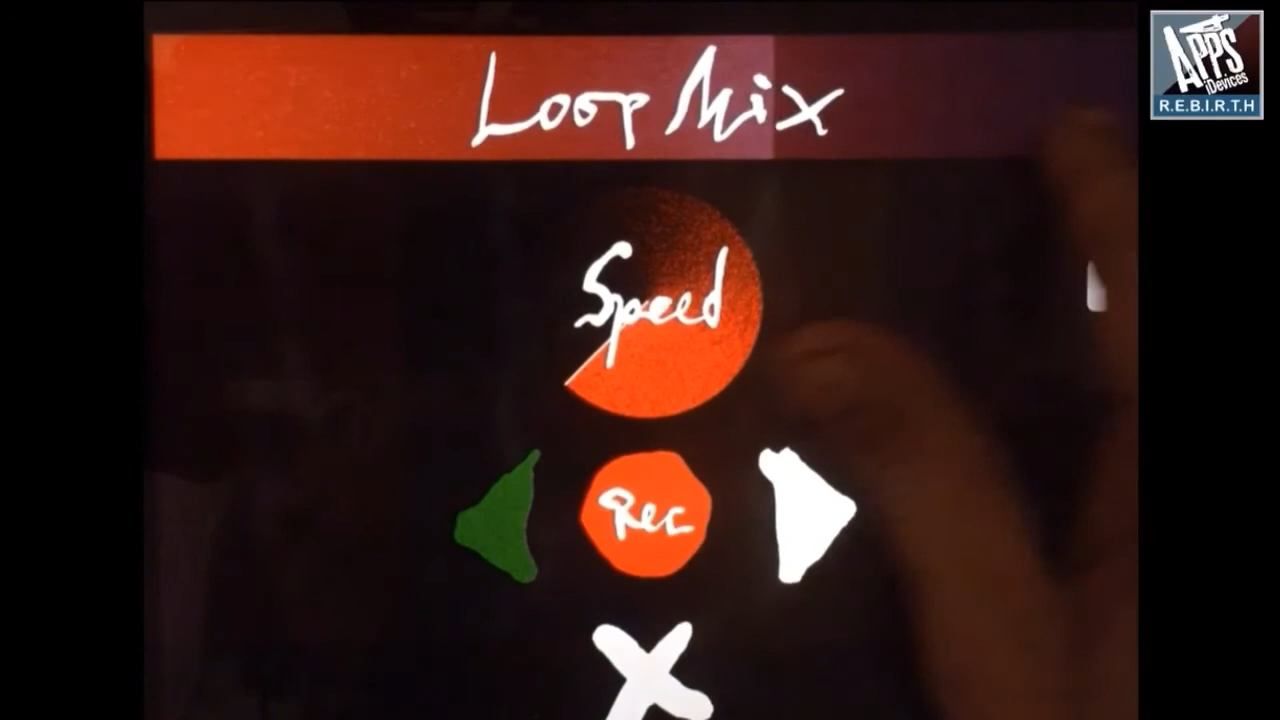 Loop Mix
APPS
iDevices
R.E.B.I.R.T.H
Speed
Rec